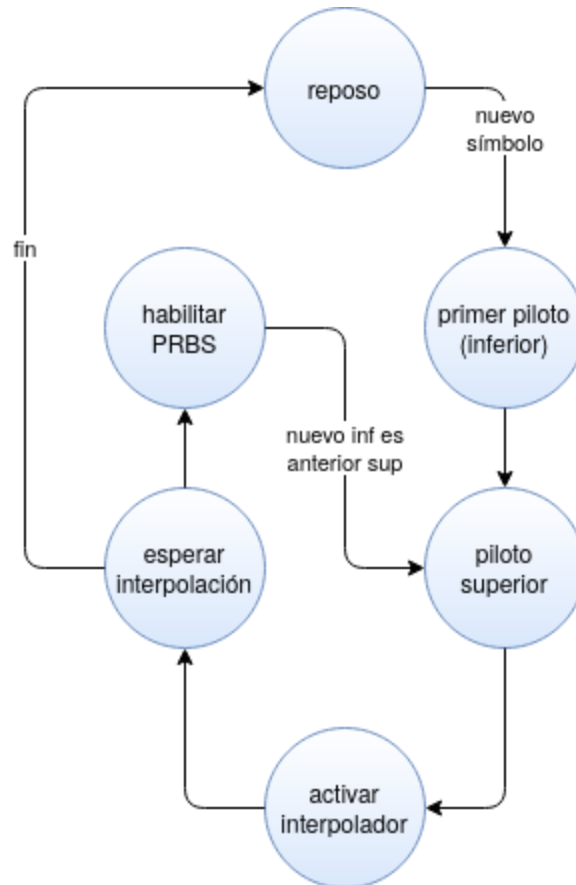 reposo
nuevo
símbolo
fin
habilitar
PRBS
primer piloto
(inferior)
nuevo inf es
anterior sup
esperar
interpolación
piloto
superior
activar
interpolador